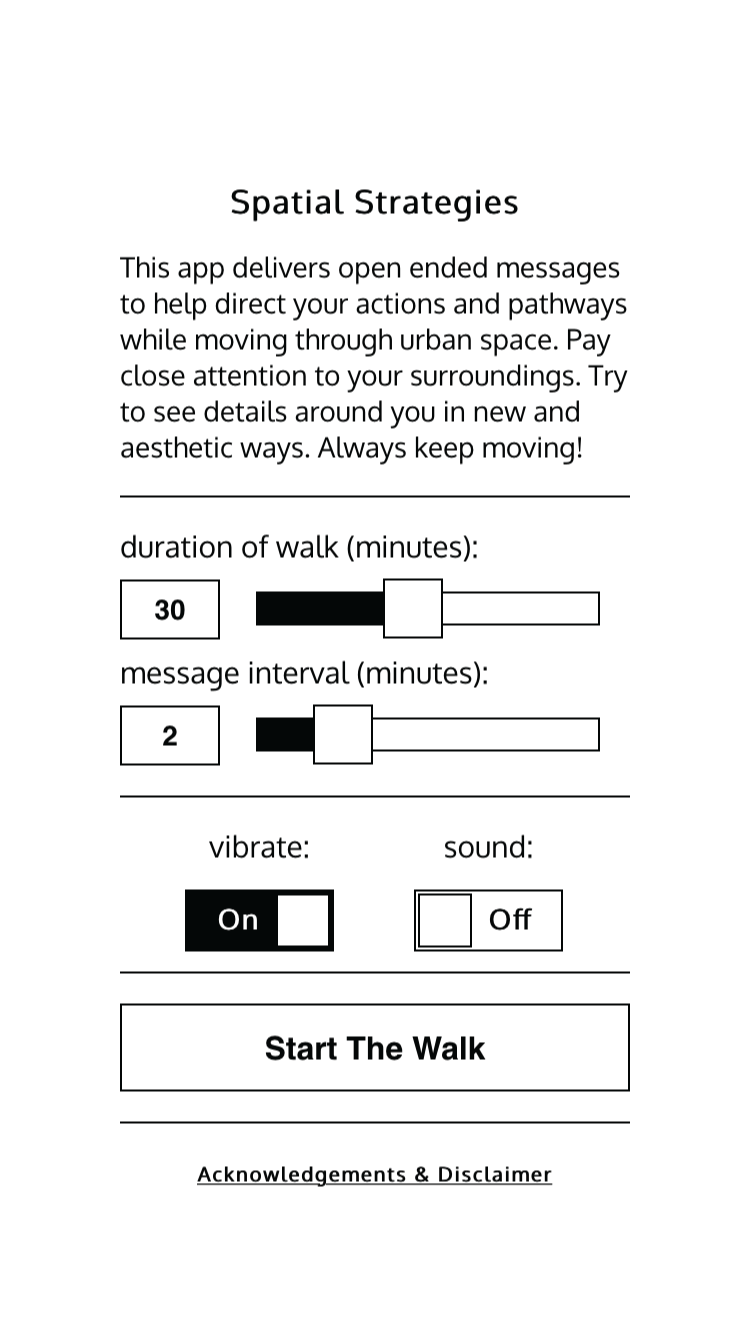 Spatial Strategies
This app delivers open ended messages
to help direct your actions and pathways
while moving through urban space. Pay
close attention to your surroundings. Try
to see details around you in new and
aesthetic ways. Always keep moving!
duration of walk (minutes):
30
message interval (minutes):
2
vibrate: sound:
On Off
Start The Walk
Acknowledgements & Disclaimer